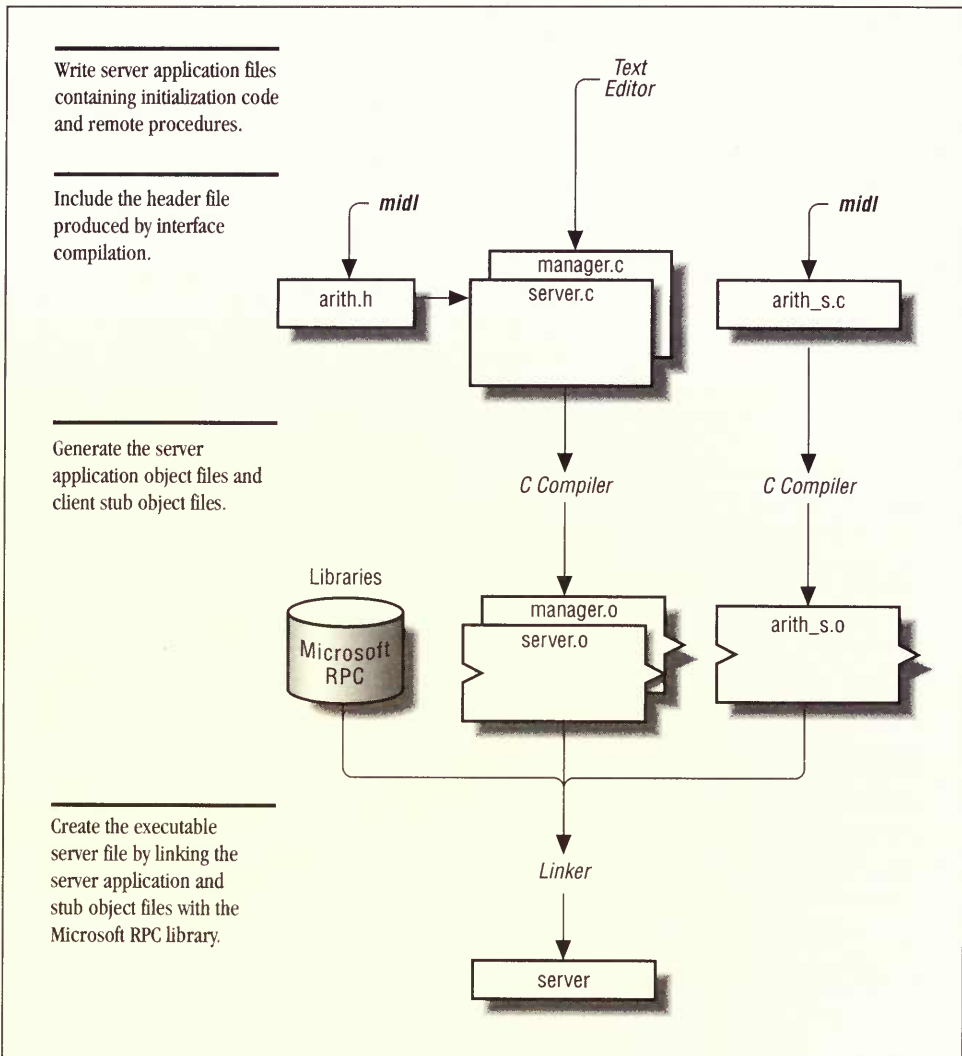 Write server application files
containing initialization code
and remote procedures.
Text
Editor
Include the header file
produced by interface
compilation.
midl
midl
manager.c
arith.h
server.c
arith_s.c
Generate the server
application object files and
client stub object files.
C Compiler
C Compiler
Libraries
Microsoft
RPC
manager.o
server.o
arith_s.o
Create the executable
server file by linking the
server application and
stub object files with the
Microsoft RPC library.
Linker
server